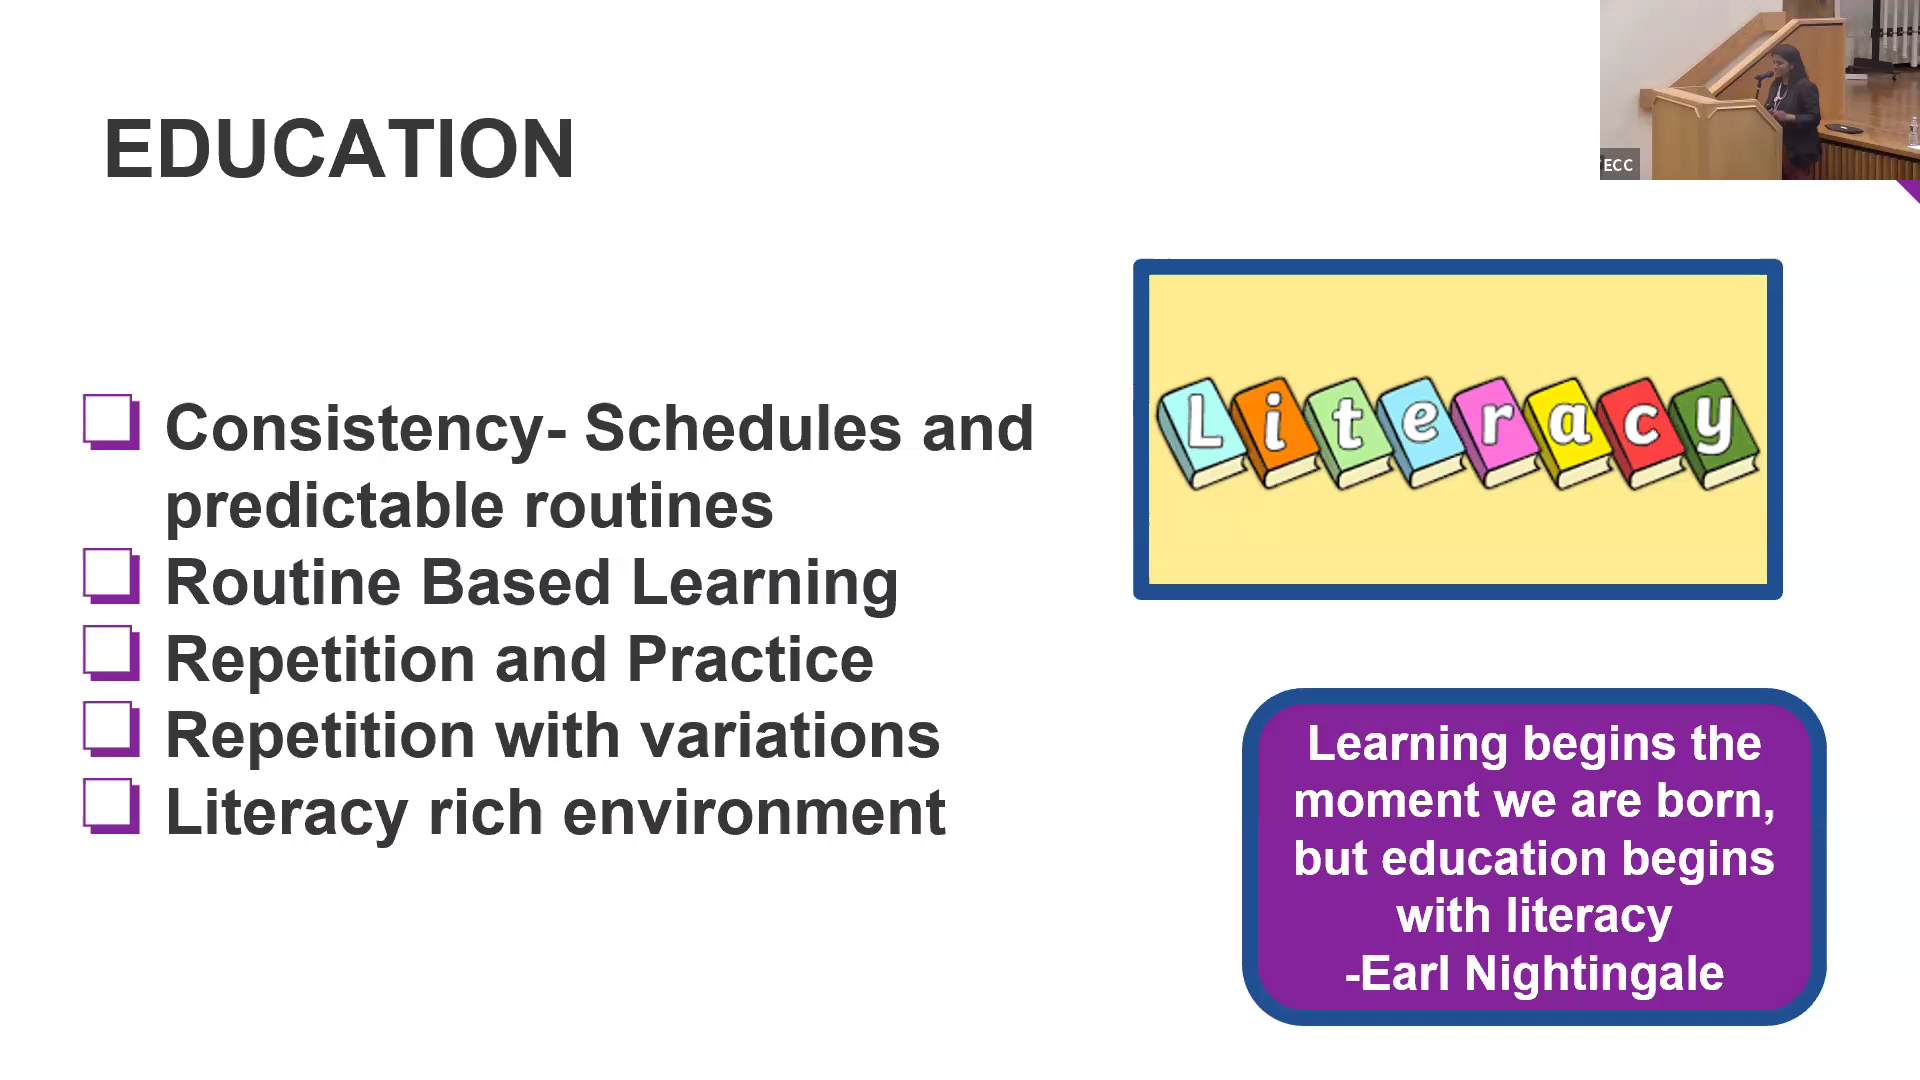 EDUCATION
ECC
Literacy
Consistency- Schedules and
predictable routines
Routine Based Learning
Repetition and Practice
Repetition with variations
Literacy rich environment
Learning begins the
moment we are born,
but education begins
with literacy
-Earl Nightingale